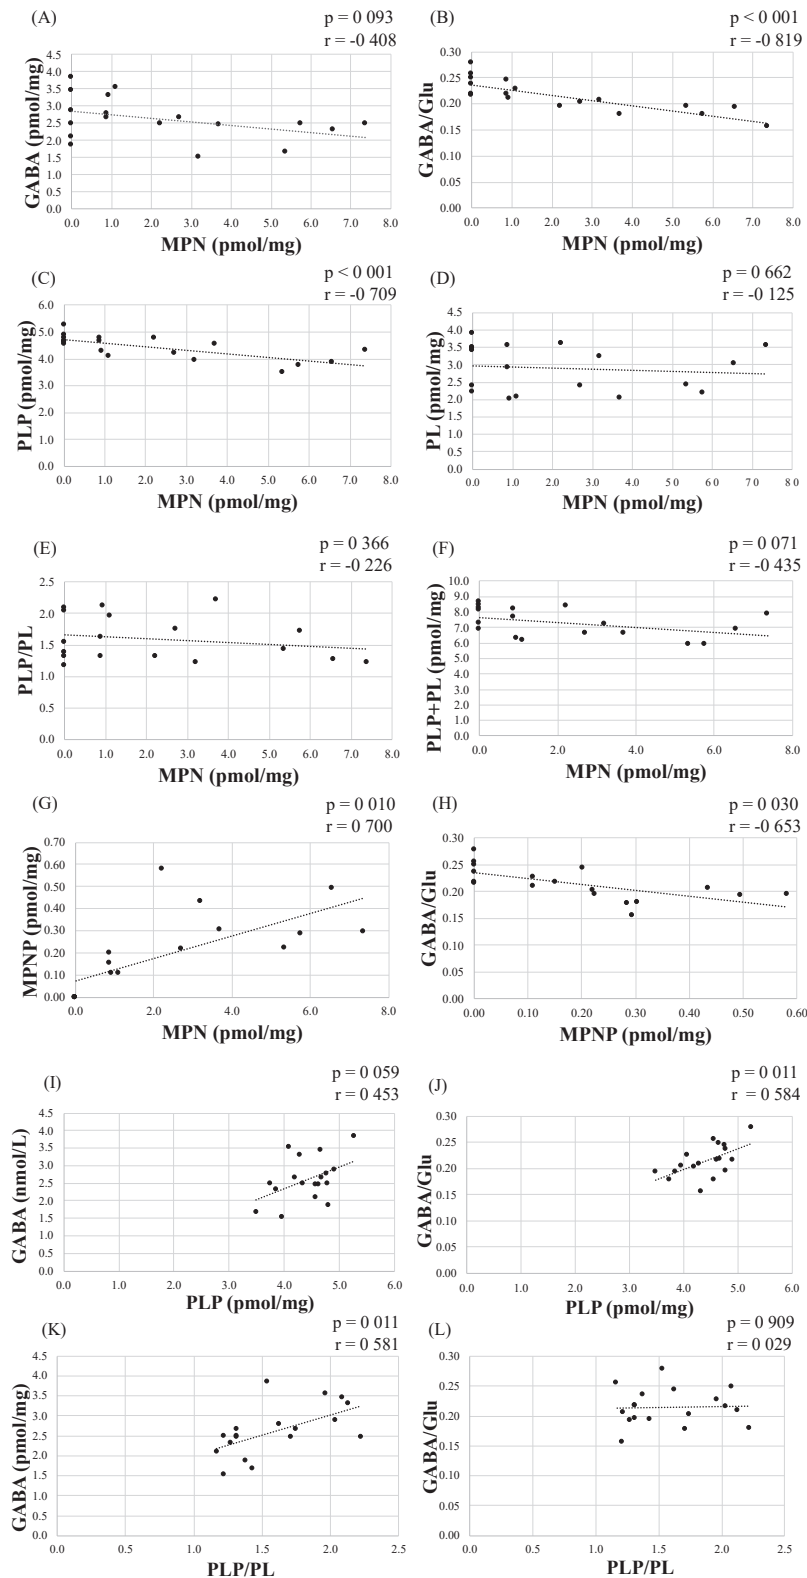 (A)
p = 0 093
r = -0 408
GABA (pmol/mg)
4.5
4.0
3.5
3.0
2.5
2.0
1.5
1.0
0.5
0.0
0.0 1.0 2.0 3.0 4.0 5.0 6.0 7.0 8.0
MPN (pmol/mg)
(B)
p < 0 001
r = -0 819
GABA/Glu
0.30
0.25
0.20
0.15
0.10
0.05
0.00
0.0 1.0 2.0 3.0 4.0 5.0 6.0 7.0 8.0
MPN (pmol/mg)
(C)
p < 0 001
r = -0 709
PLP (pmol/mg)
6.0
5.0
4.0
3.0
2.0
1.0
0.0
0.0 1.0 2.0 3.0 4.0 5.0 6.0 7.0 8.0
MPN (pmol/mg)
(D)
p = 0 662
r = -0 125
PL (pmol/mg)
4.5
4.0
3.5
3.0
2.5
2.0
1.5
1.0
0.5
0.0
0.0 1.0 2.0 3.0 4.0 5.0 6.0 7.0 8 0
MPN (pmol/mg)
(E)
p = 0 366
r = -0 226
PLP/PL
2.5
2.0
1.5
1.0
0.5
0.0
0.0 1.0 2.0 3.0 4.0 5.0 6.0 7.0 8.0
MPN (pmol/mg)
(F)
p = 0 071
r = -0 435
PLP+PL (pmol/mg)
10.0
9.0
8.0
7.0
6.0
5.0
4.0
3.0
2.0
1.0
0.0
0.0 2.0 4.0 6.0 8.0
MPN (pmol/mg)
(G)
p = 0 010
r = 0 700
MPNP (pmol/mg)
0.70
0.60
0.50
0.40
0.30
0.20
0.10
0.00
0.0 2.0 4.0 6.0 8.0
MPN (pmol/mg)
(H)
p = 0 030
r = -0 653
GABA/Glu
0.30
0.25
0.20
0.15
0.10
0.05
0.00
0.00 0.10 0.20 0.30 0.40 0.50 0.60
MPNP (pmol/mg)
(I)
p = 0 059
r = 0 453
GABA (nmol/L)
4.5
4.0
3.5
3.0
2.5
2.0
1.5
1.0
0.5
0.0
0.0 1.0 2.0 3.0 4.0 5.0 6.0
PLP (pmol/mg)
(J)
p = 0 011
r = 0 584
GABA/Glu
0.30
0.25
0.20
0.15
0.10
0.05
0.00
0.0 1.0 2.0 3.0 4.0 5.0 6.0
PLP (pmol/mg)
(K)
p = 0 011
r = 0 581
GABA (pmol/mg)
4.5
4.0
3.5
3.0
2.5
2.0
1.5
1.0
0.5
0.0
0.0 0.5 1.0 1.5 2.0 2.5
PLP/PL
(L)
p = 0 909
r = 0 029
GABA/Glu
0.30
0.25
0.20
0.15
0.10
0.05
0.00
0.0 0.5 1.0 1.5 2.0 2.5
PLP/PL